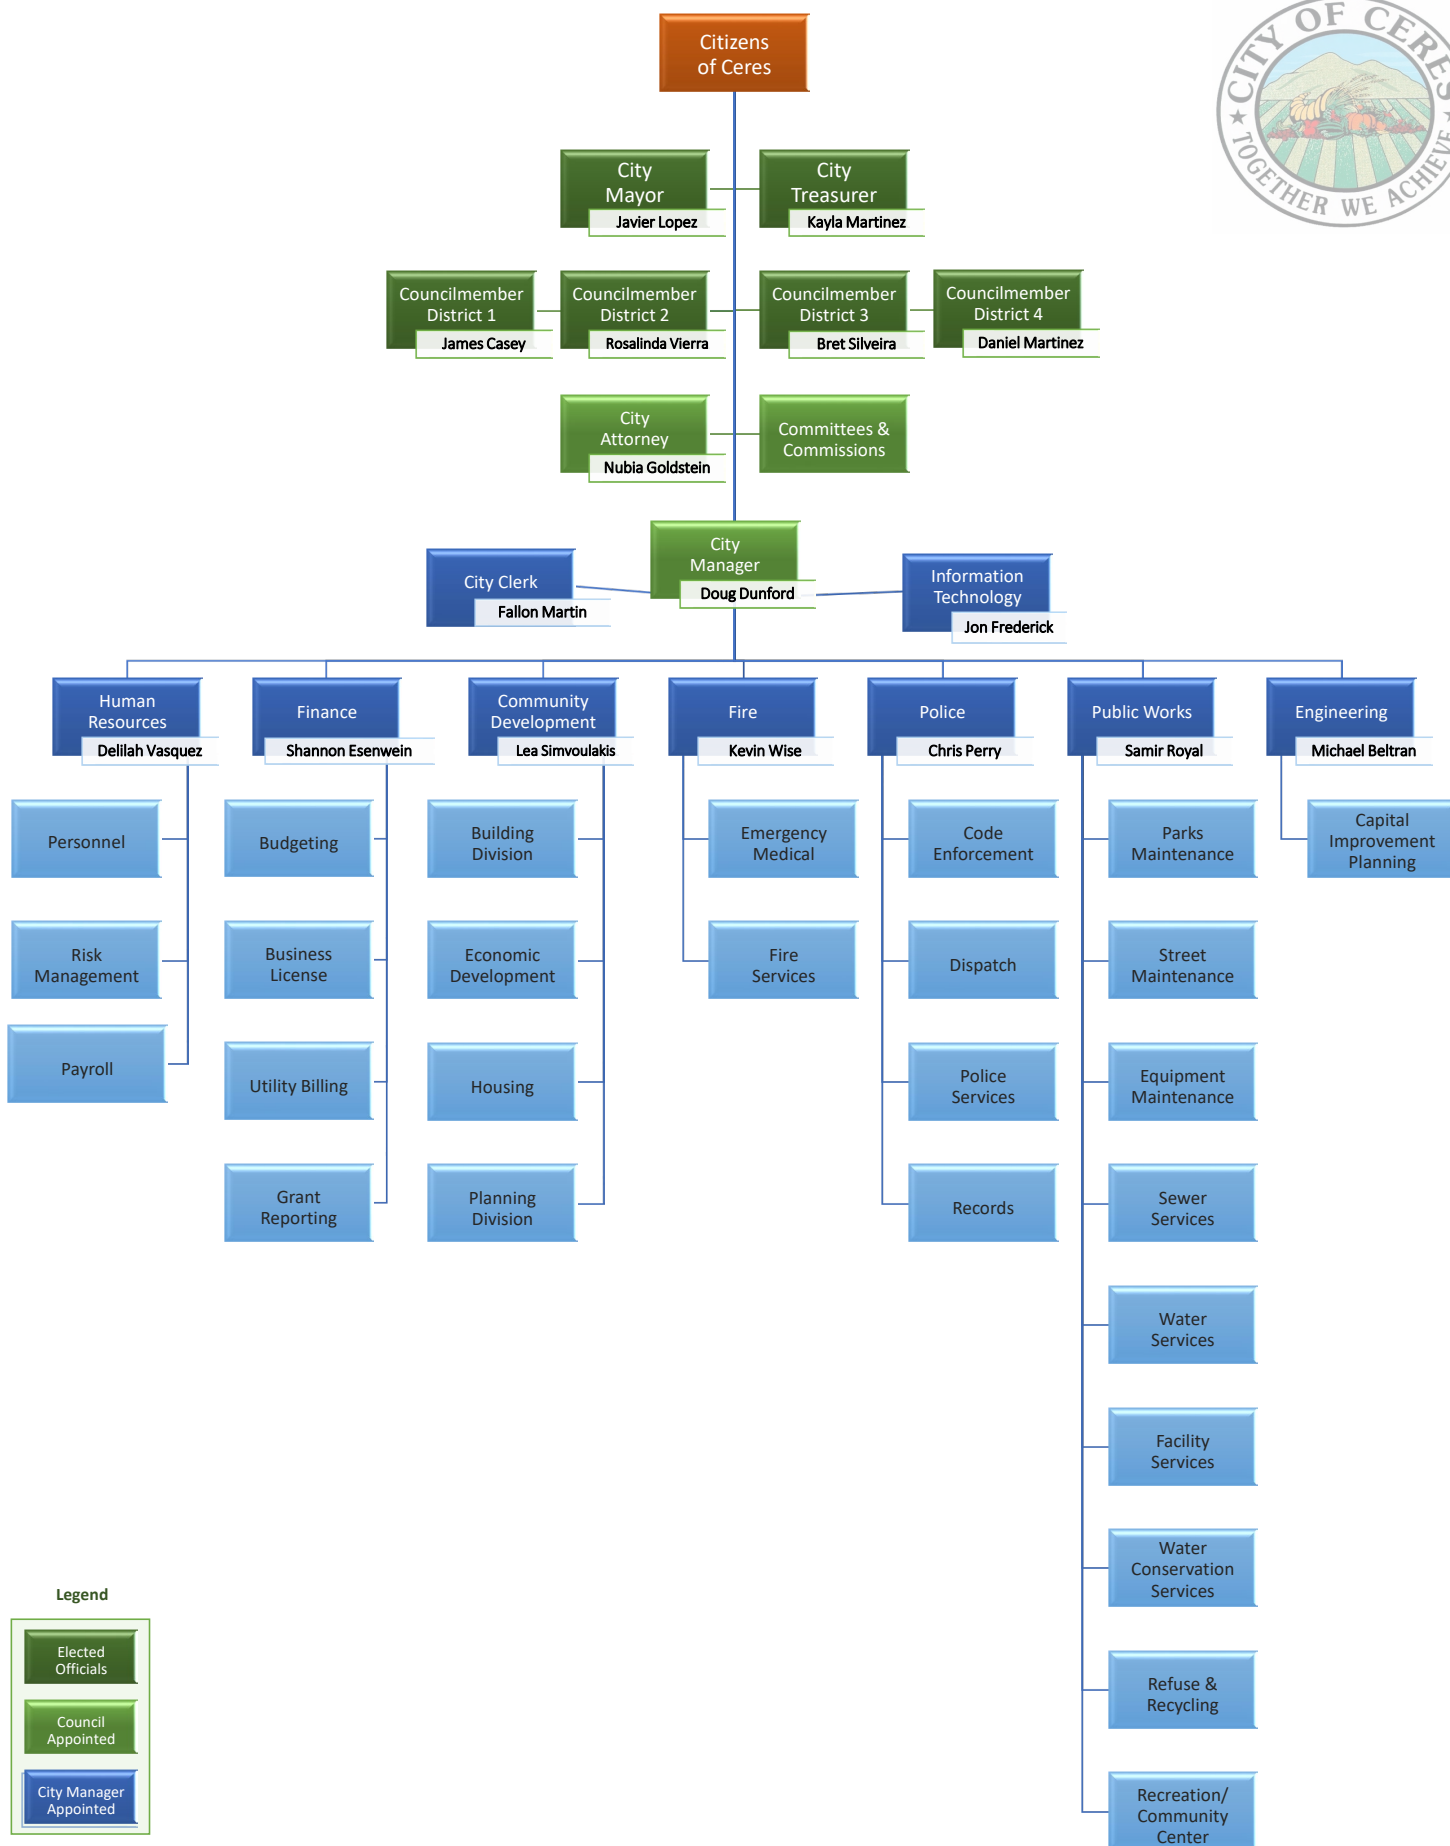 Citizens
of Ceres
CITY OF CERES
TOGETHER WE ACHIEVE
City
Mayor
Javier Lopez
City
Treasurer
Kayla Martinez
Councilmember
District 1
James Casey
Councilmember
District 2
Rosalinda Vierra
Councilmember
District 3
Bret Silveira
Councilmember
District 4
Daniel Martinez
City
Attorney
Nubia Goldstein
Committees &
Commissions
City
Manager
Doug Dunford
City Clerk
Fallon Martin
Information
Technology
Jon Frederick
Human
Resources
Delilah Vasquez
Finance
Shannon Esenwein
Community
Development
Lea Simvoulakis
Fire
Kevin Wise
Police
Chris Perry
Public Works
Samir Royal
Engineering
Michael Beltran
Personnel
Risk
Management
Payroll
Budgeting
Business
License
Utility Billing
Grant
Reporting
Building
Division
Economic
Development
Housing
Planning
Division
Emergency
Medical
Fire
Services
Code
Enforcement
Dispatch
Police
Services
Records
Parks
Maintenance
Street
Maintenance
Equipment
Maintenance
Sewer
Services
Water
Services
Facility
Services
Water
Conservation
Services
Refuse &
Recycling
Recreation/
Community
Center
Capital
Improvement
Planning
Legend
Elected
Officials
Council
Appointed
City Manager
Appointed